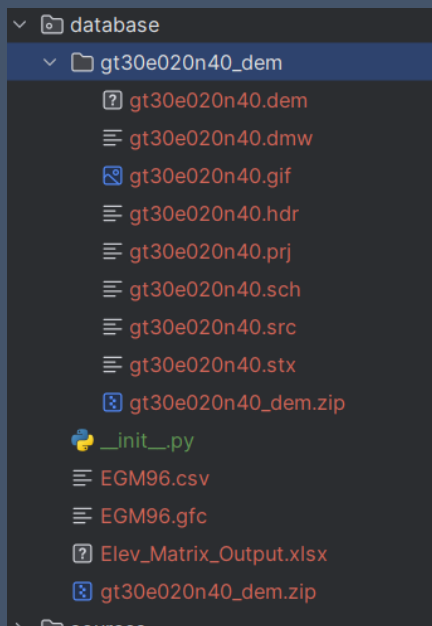 database
gt30e020n40_dem
gt30e020n40.dem
gt30e020n40.dmw
gt30e020n40.gif
gt30e020n40.hdr
gt30e020n40.prj
gt30e020n40.sch
gt30e020n40.src
gt30e020n40.stx
gt30e020n40_dem.zip
__init__.py
EGM96.csv
EGM96.gfc
Elev_Matrix_Output.xlsx
gt30e020n40_dem.zip